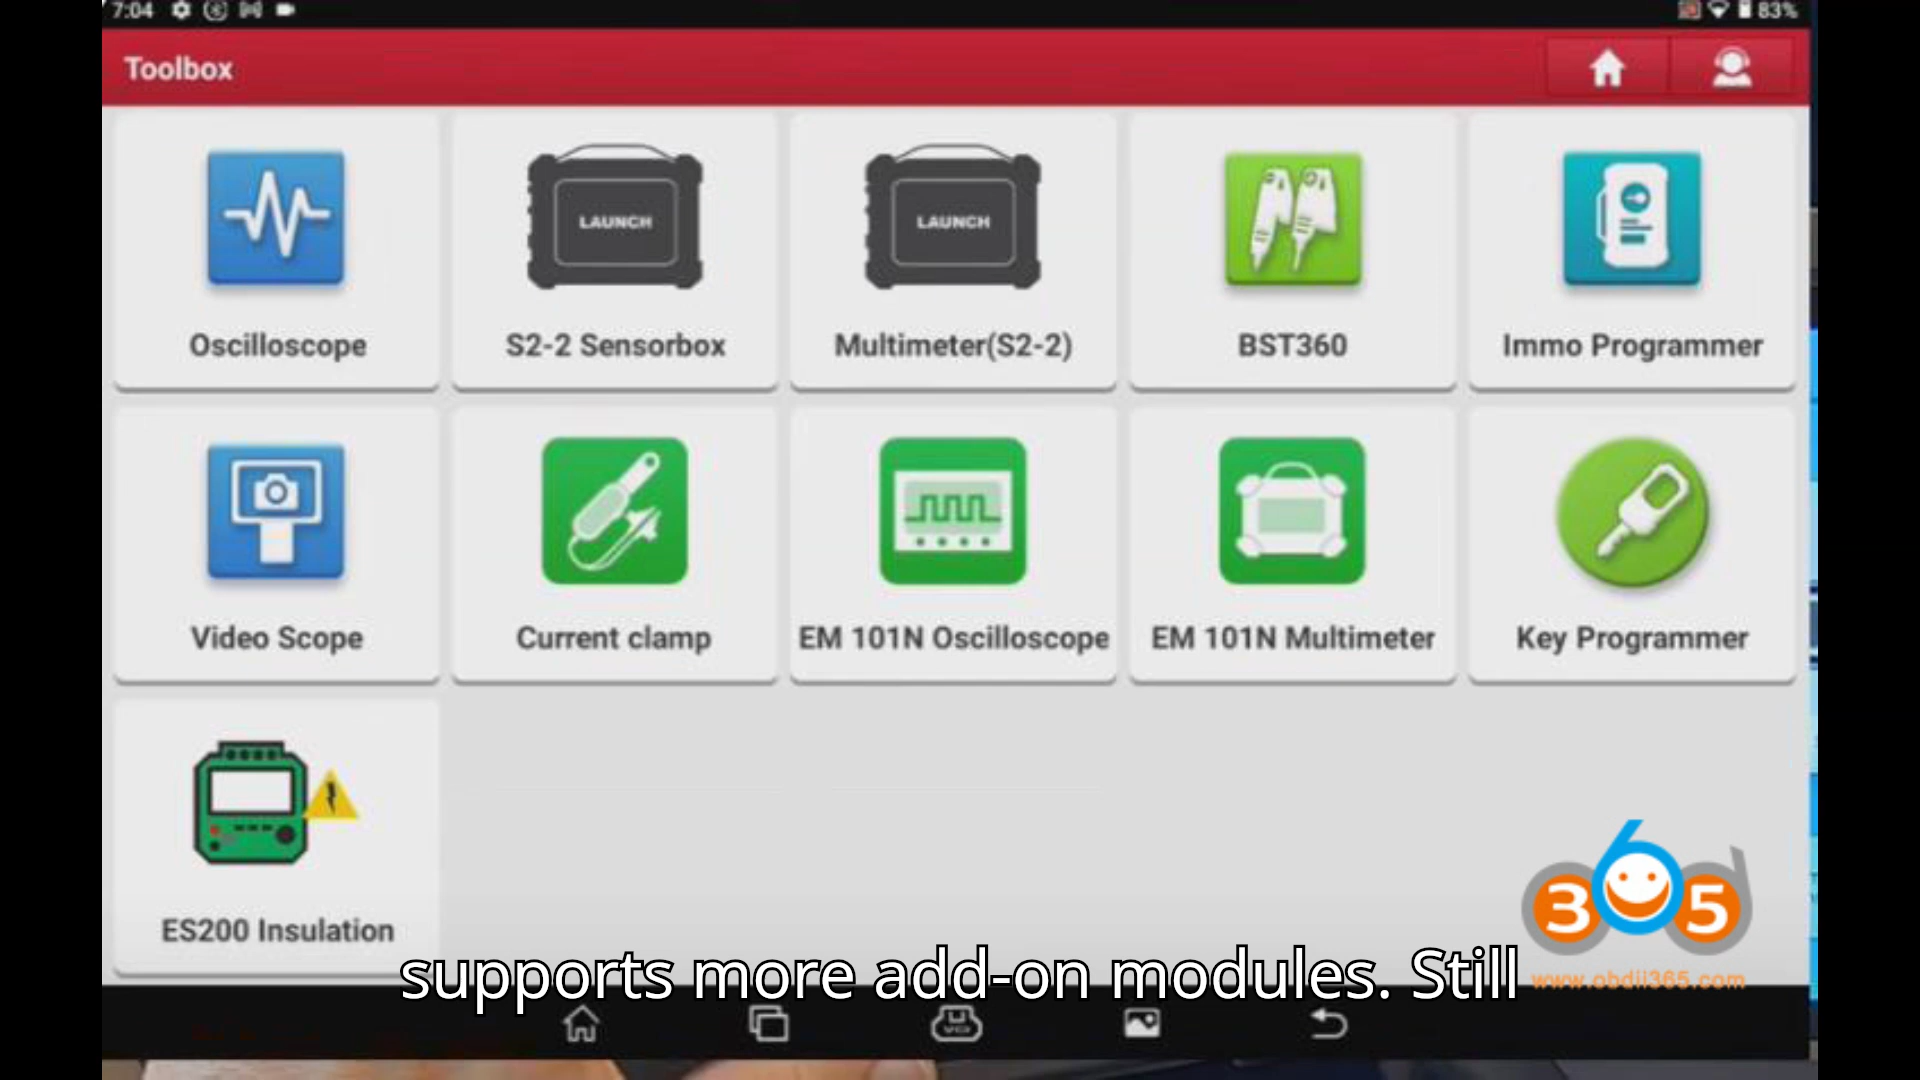 7:04
83%
Toolbox
LAUNCH
LAUNCH
Oscilloscope
S2-2 Sensorbox
Multimeter(S2-2)
BST360
Immo Programmer
Video Scope
Current clamp
EM 101N Oscilloscope
EM 101N Multimeter
Key Programmer
ES200 Insulation
365
www.obdii365.com
supports more add-on modules. Still
VCI